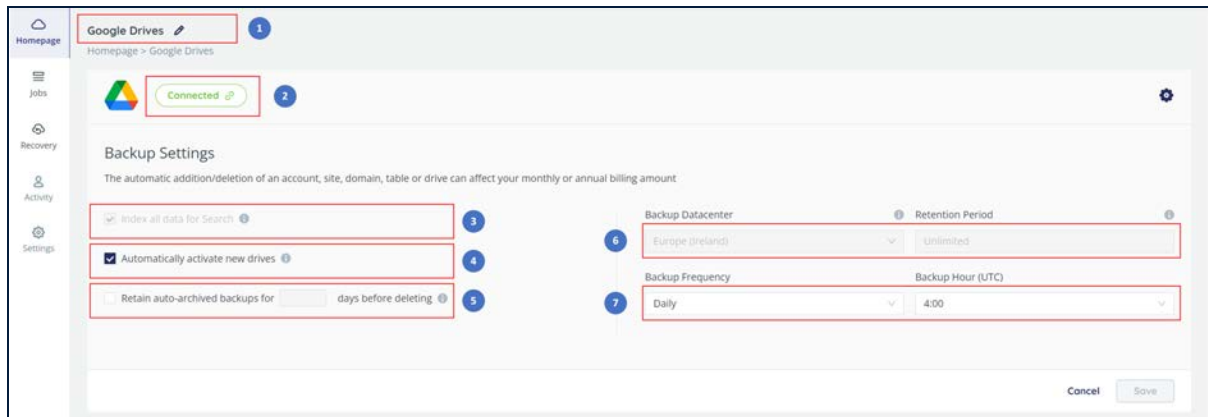 Homepage
Jobs
Recovery
Activity
Settings
Google Drives
1
Homepage > Google Drives
Connected
2
Backup Settings
The automatic addition/deletion of an account, site, domain, table or drive can affect your monthly or annual billing amount
Index all data for Search
3
Automatically activate new drives
4
Retain auto-archived backups for days before deleting
5
Backup Datacenter Retention Period
6
Europe (Ireland) Unlimited
Backup Frequency Backup Hour (UTC)
7
Daily 4:00
Cancel Save